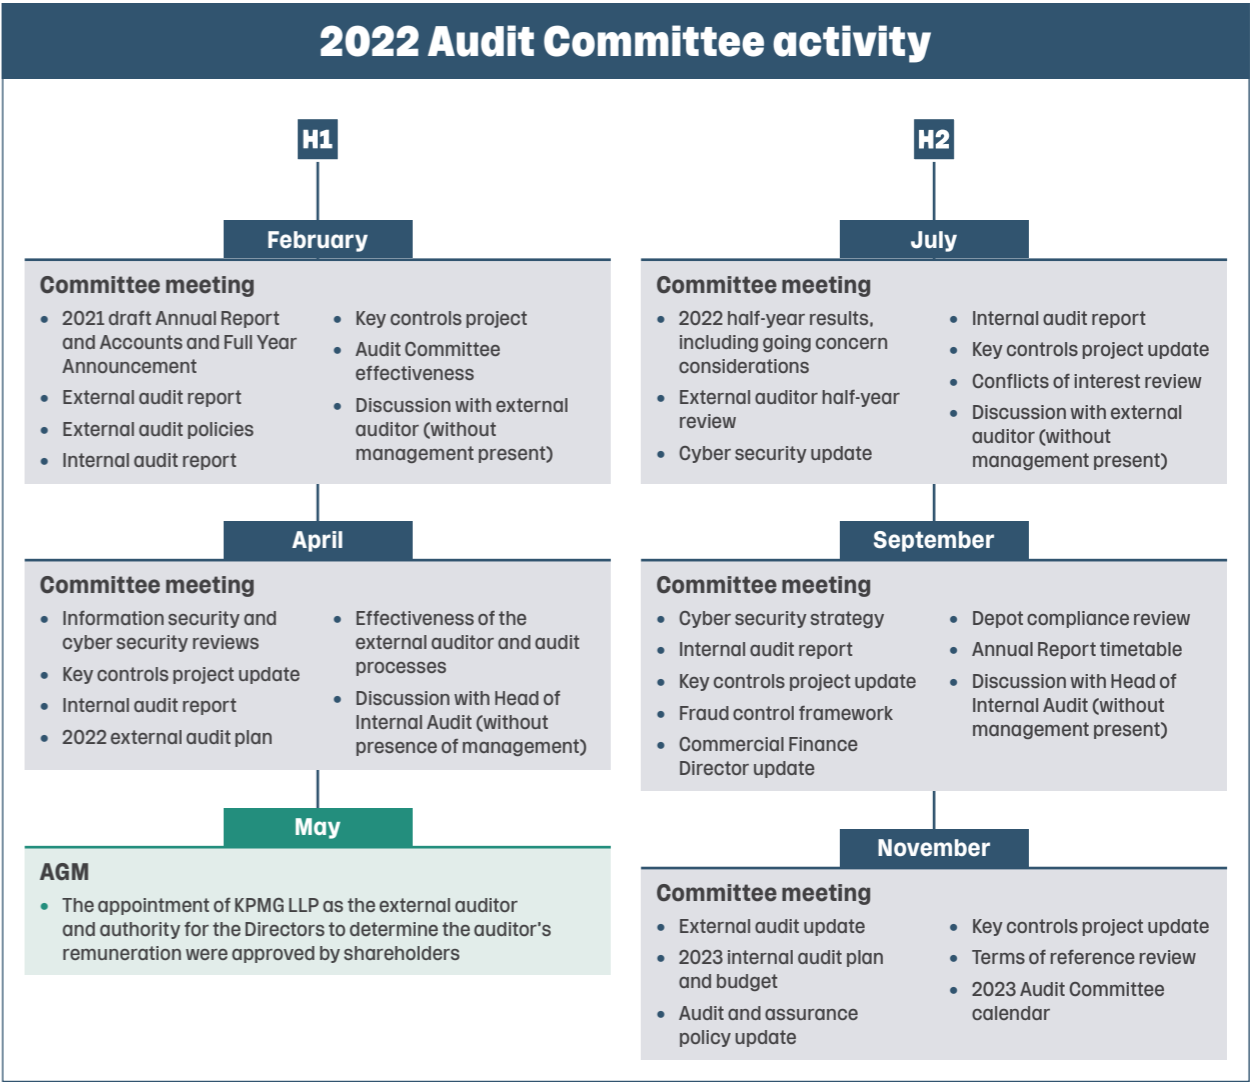 2022 Audit Committee activity
H1
February
Committee meeting
• 2021 draft Annual Report
and Accounts and Full Year
Announcement
• External audit report
• External audit policies
• Internal audit report
• Key controls project
• Audit Committee
effectiveness
• Discussion with external
auditor (without
management present)
April
Committee meeting
• Information security and
cyber security reviews
• Key controls project update
• Internal audit report
• 2022 external audit plan
• Effectiveness of the
external auditor and audit
processes
• Discussion with Head of
Internal Audit (without
presence of management)
May
AGM
• The appointment of KPMG LLP as the external auditor
and authority for the Directors to determine the auditor's
remuneration were approved by shareholders
H2
July
Committee meeting
• 2022 half-year results,
including going concern
considerations
• External auditor half-year
review
• Cyber security update
• Internal audit report
• Key controls project update
• Conflicts of interest review
• Discussion with external
auditor (without
management present)
September
Committee meeting
• Cyber security strategy
• Internal audit report
• Key controls project update
• Fraud control framework
• Commercial Finance
Director update
• Depot compliance review
• Annual Report timetable
• Discussion with Head of
Internal Audit (without
management present)
November
Committee meeting
• External audit update
• 2023 internal audit plan
and budget
• Audit and assurance
policy update
• Key controls project update
• Terms of reference review
• 2023 Audit Committee
calendar